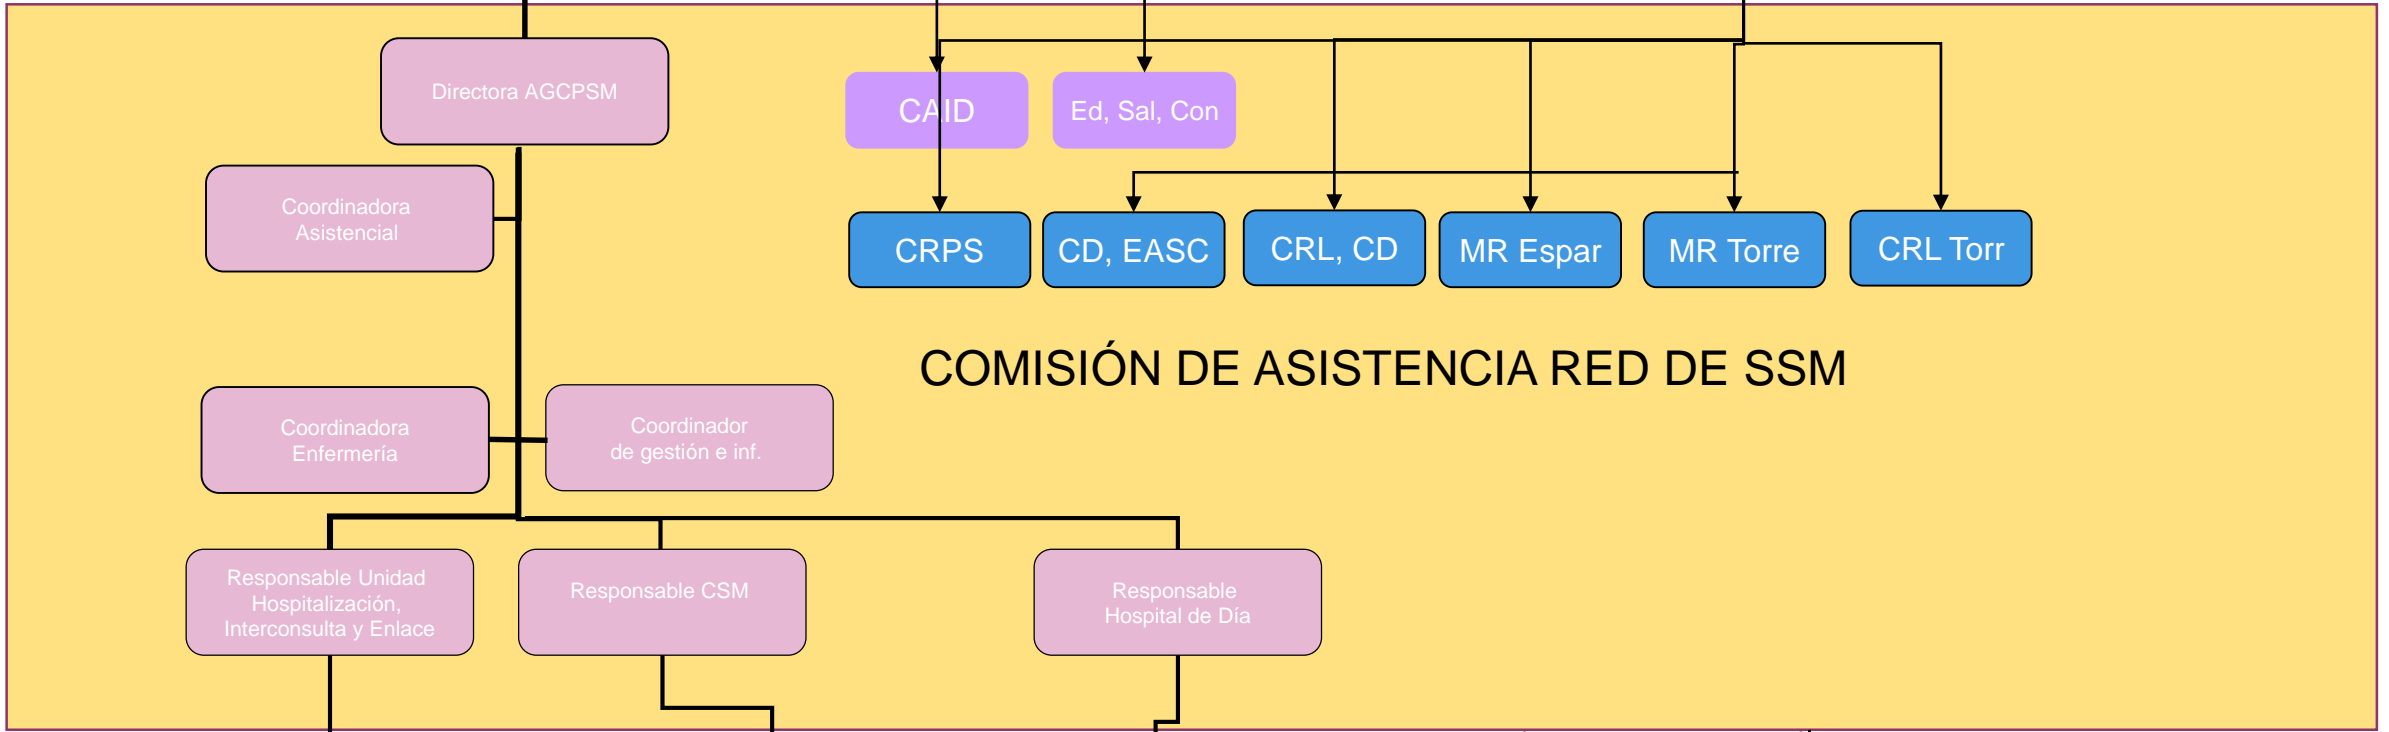 Directora AGCPSM
CAID
Ed, Sal, Con
Coordinadora
Asistencial
CRPS
CD, EASC
CRL, CD
MR Espar
MR Torre
CRL Torr
COMISIÓN DE ASISTENCIA RED DE SSM
Coordinadora
Enfermería
Coordinador
de gestión e inf.
Responsable Unidad
Hospitalización,
Interconsulta y Enlace
Responsable CSM
Responsable
Hospital de Día